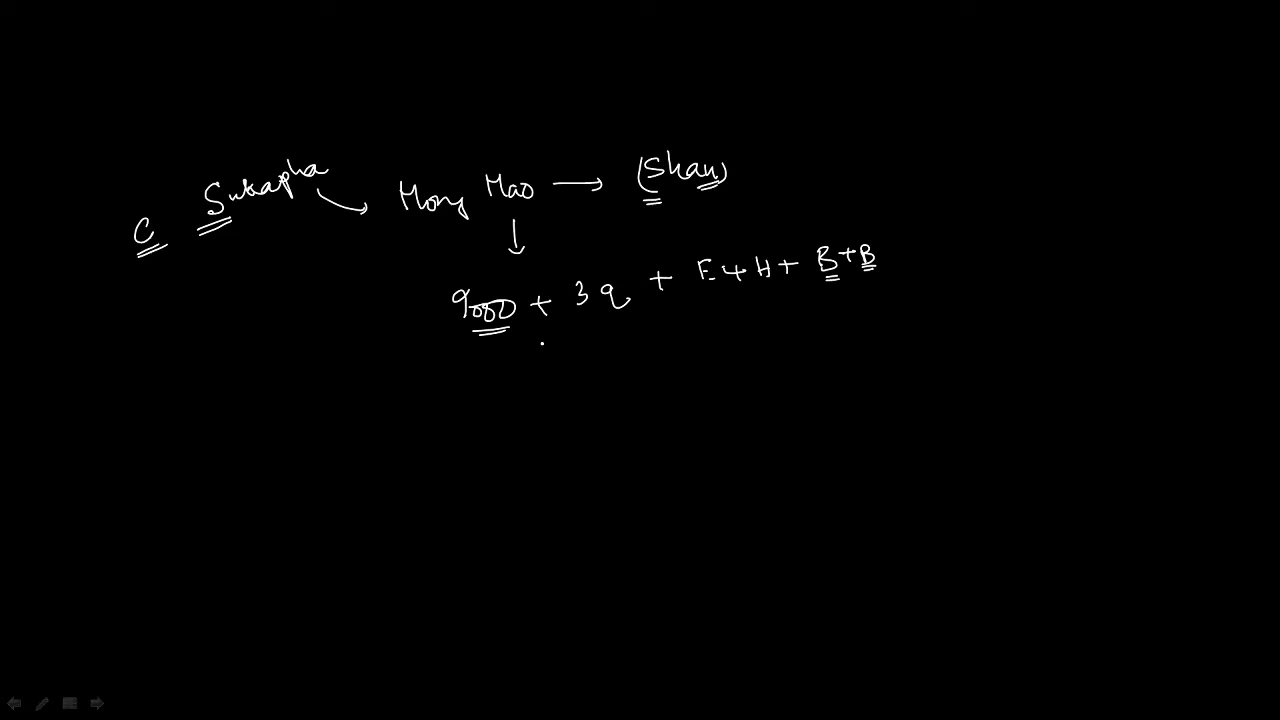 C Sukapha → Mong Mao → (Shan)
↓
9000 + 3 q + E + H + B + B